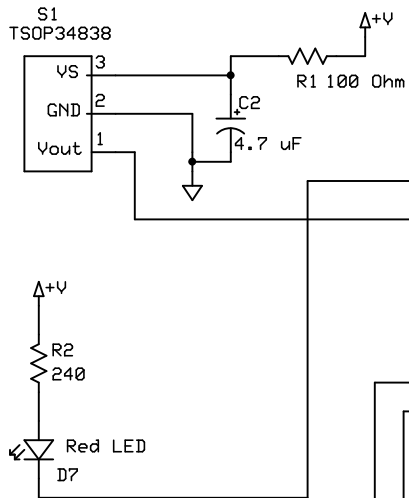 S1
TSOP34838
+V
VS 3
R1 100 Ohm
GND 2
+ C2
Vout 1
4.7 uF
+V
R2
240
Red LED
D7